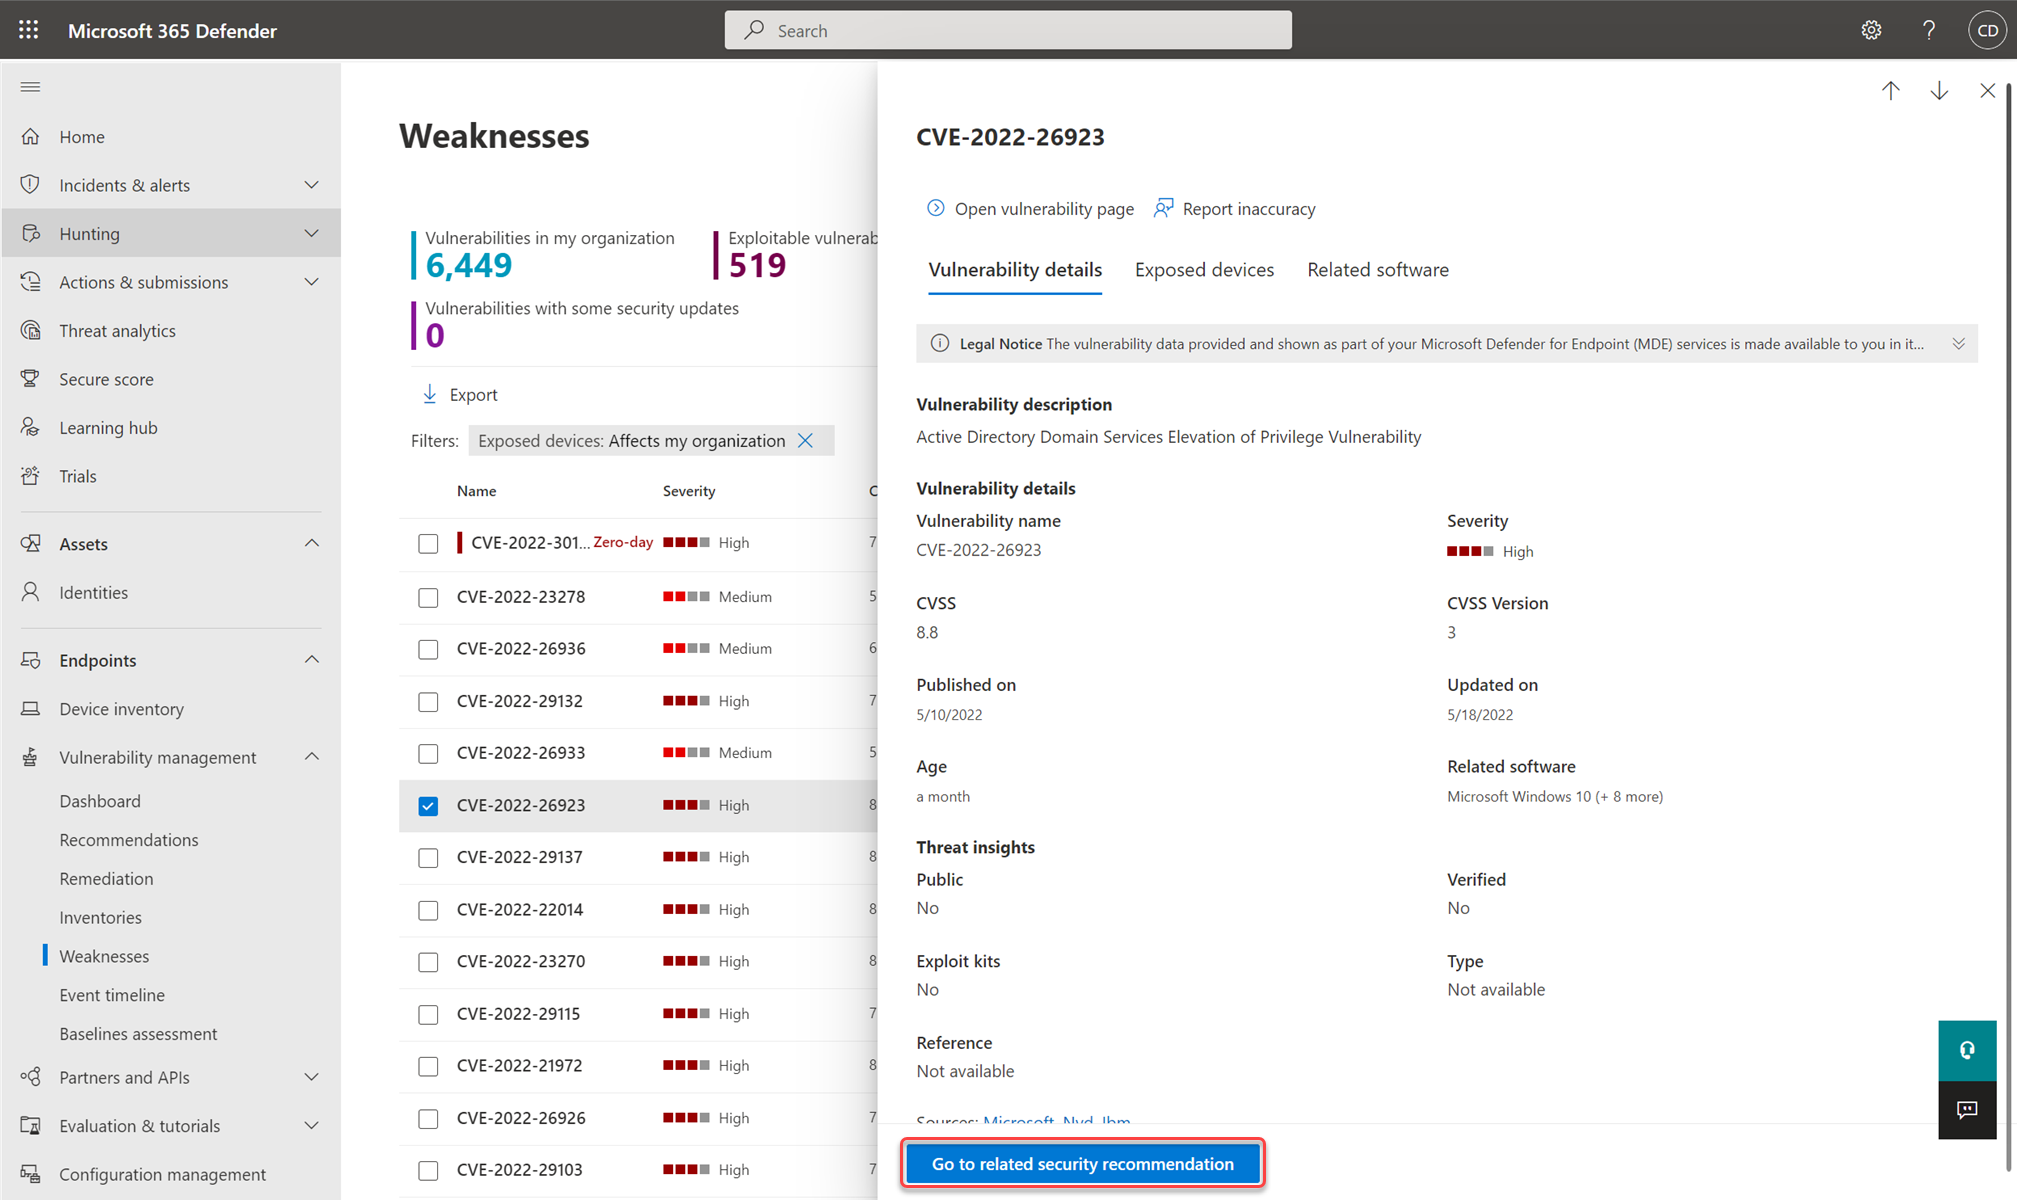 Microsoft 365 Defender
Search
CD
Home
Incidents & alerts
Hunting
Actions & submissions
Threat analytics
Secure score
Learning hub
Trials
Assets
Identities
Endpoints
Device inventory
Vulnerability management
Dashboard
Recommendations
Remediation
Inventories
Weaknesses
Event timeline
Baselines assessment
Partners and APIs
Evaluation & tutorials
Configuration management
Weaknesses
Vulnerabilities in my organization
6,449
Exploitable vulnerab
519
Vulnerabilities with some security updates
0
Export
Filters: Exposed devices: Affects my organization
Name Severity C
CVE-2022-301... Zero-day High 7
CVE-2022-23278 Medium 5
CVE-2022-26936 Medium 6
CVE-2022-29132 High 7
CVE-2022-26933 Medium 5
CVE-2022-26923 High 8
CVE-2022-29137 High 8
CVE-2022-22014 High 8
CVE-2022-23270 High 8
CVE-2022-29115 High 7
CVE-2022-21972 High 8
CVE-2022-26926 High 7
CVE-2022-29103 High 7
CVE-2022-26923
Open vulnerability page Report inaccuracy
Vulnerability details Exposed devices Related software
Legal Notice The vulnerability data provided and shown as part of your Microsoft Defender for Endpoint (MDE) services is made available to you in it...
Vulnerability description
Active Directory Domain Services Elevation of Privilege Vulnerability
Vulnerability details
Vulnerability name Severity
CVE-2022-26923 High
CVSS CVSS Version
8.8 3
Published on Updated on
5/10/2022 5/18/2022
Age Related software
a month Microsoft Windows 10 (+ 8 more)
Threat insights
Public Verified
No No
Exploit kits Type
No Not available
Reference
Not available
Sources: Microsoft, Nvd, Ibm
Go to related security recommendation